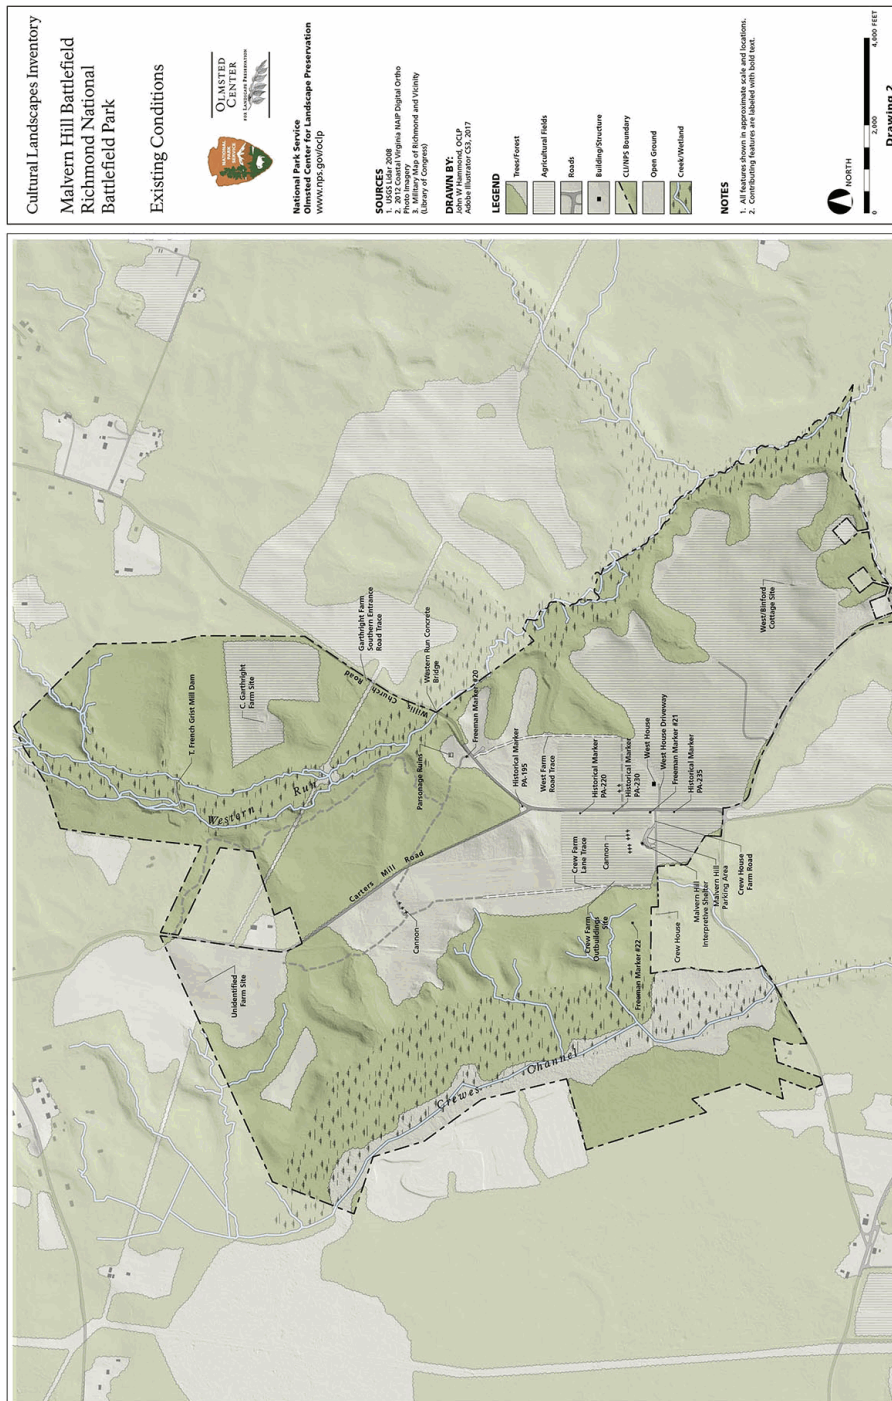 Cultural Landscapes Inventory
Malvern Hill Battlefield
Richmond National
Battlefield Park
Existing Conditions
NATIONAL
PARK
SERVICE
OLMSTED
CENTER
FOR LANDSCAPE PRESERVATION
National Park Service
Olmsted Center for Landscape Preservation
www.nps.gov/oclp
SOURCES
1. USGS Lidar 2008
2. 2012 Coastal Virginia NAIP Digital Ortho
Photo Imagery
3. Military Map of Richmond and Vicinity
(Library of Congress)
DRAWN BY:
John W Hammond, OCLP
Adobe Illustrator CS3, 2017
LEGEND
Trees/Forest
Agricultural Fields
Roads
Building/Structure
CLI/NPS Boundary
Open Ground
Creek/Wetland
NOTES
1. All features shown in approximate scale and locations.
2. Contributing features are labeled with bold text.
NORTH
0
2,000
4,000 FEET
Drawing 2
Unidentified
Farm Site
T. French Grist Mill Dam
C. Garthright
Farm Site
Western Run
Garthright Farm
Southern Entrance
Road Trace
Willis Church
Road
Western Run Concrete
Bridge
Freeman Marker #20
Parsonage Ruins
Carters Mill Road
Cannon
Historical Marker
PA-195
West Farm
Road Trace
Crew Farm
Lane Trace
Cannon
Historical Marker
PA-220
Historical Marker
PA-230
West House
West House Driveway
Freeman Marker #21
Historical Marker
PA-235
West/Binford
Cottage Site
Crew Farm
Outbuildings
Site
Freeman Marker #22
Crew House
Malvern Hill
Interpretive Shelter
Malvern Hill
Parking Area
Crew House
Farm Road
Crewes Channel